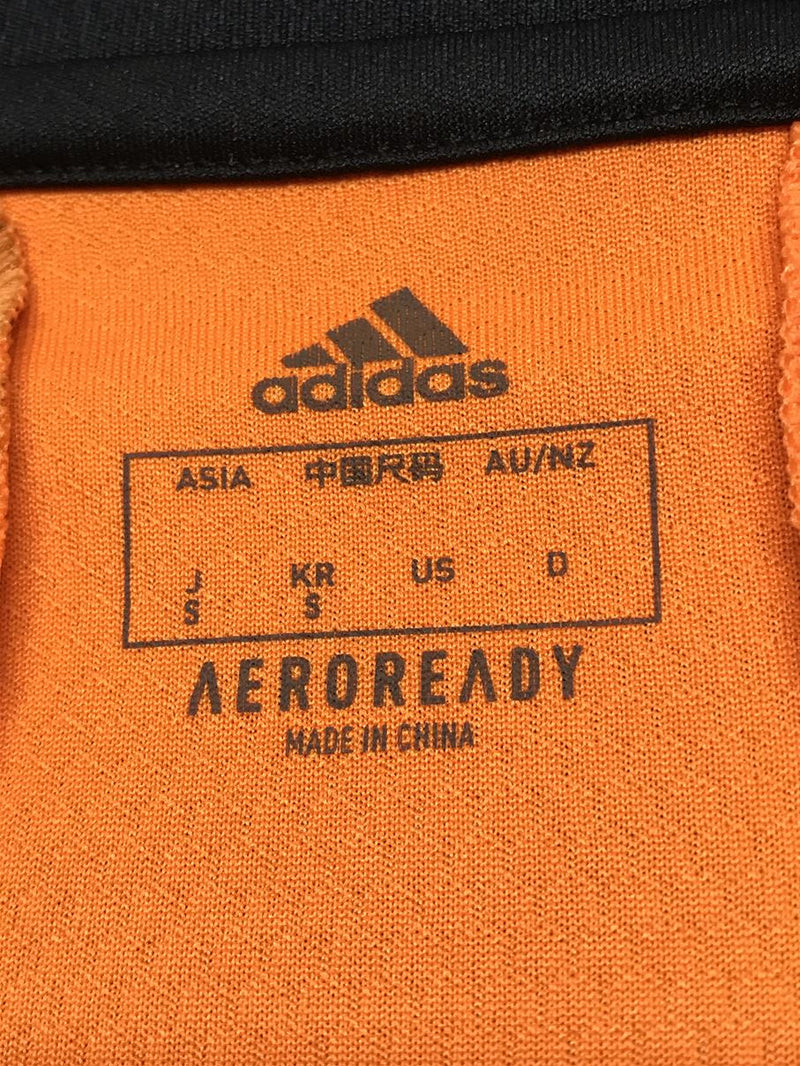 adidas
ASIA 中国尺码 AU/NZ
J KR US D
S S
AEROREADY
MADE IN CHINA